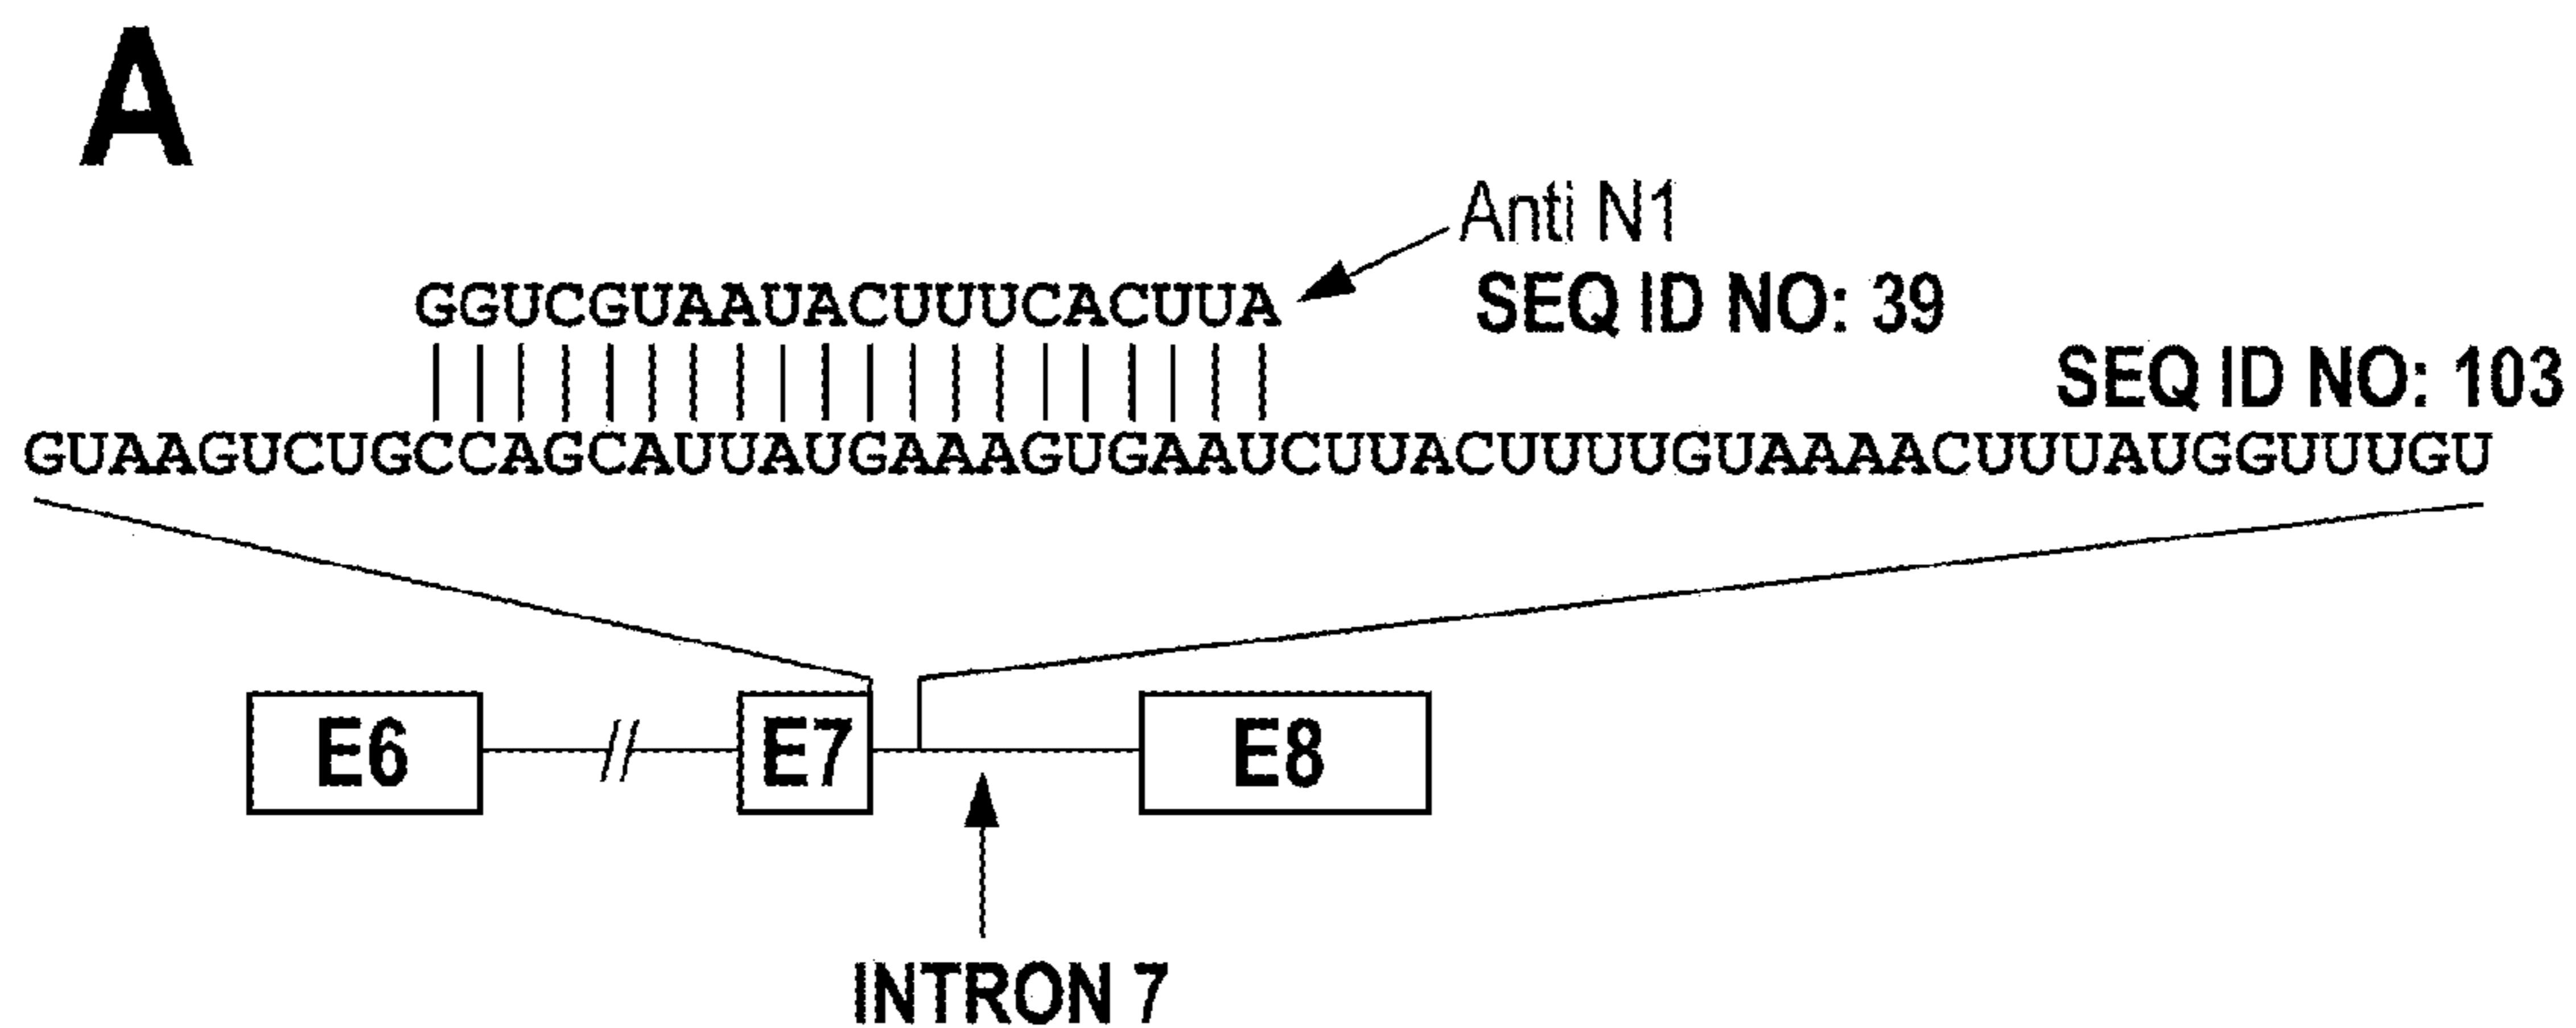 A
Anti N1
GGUCGUAAUACUUUCACUUA SEQ ID NO: 39
SEQ ID NO: 103
GUAAGUCUGCCAGCAUUAUGAAAGUGAAUCUUACUUUUGUAAAACUUUAUGGUUUGU
E6 E7 E8
INTRON 7